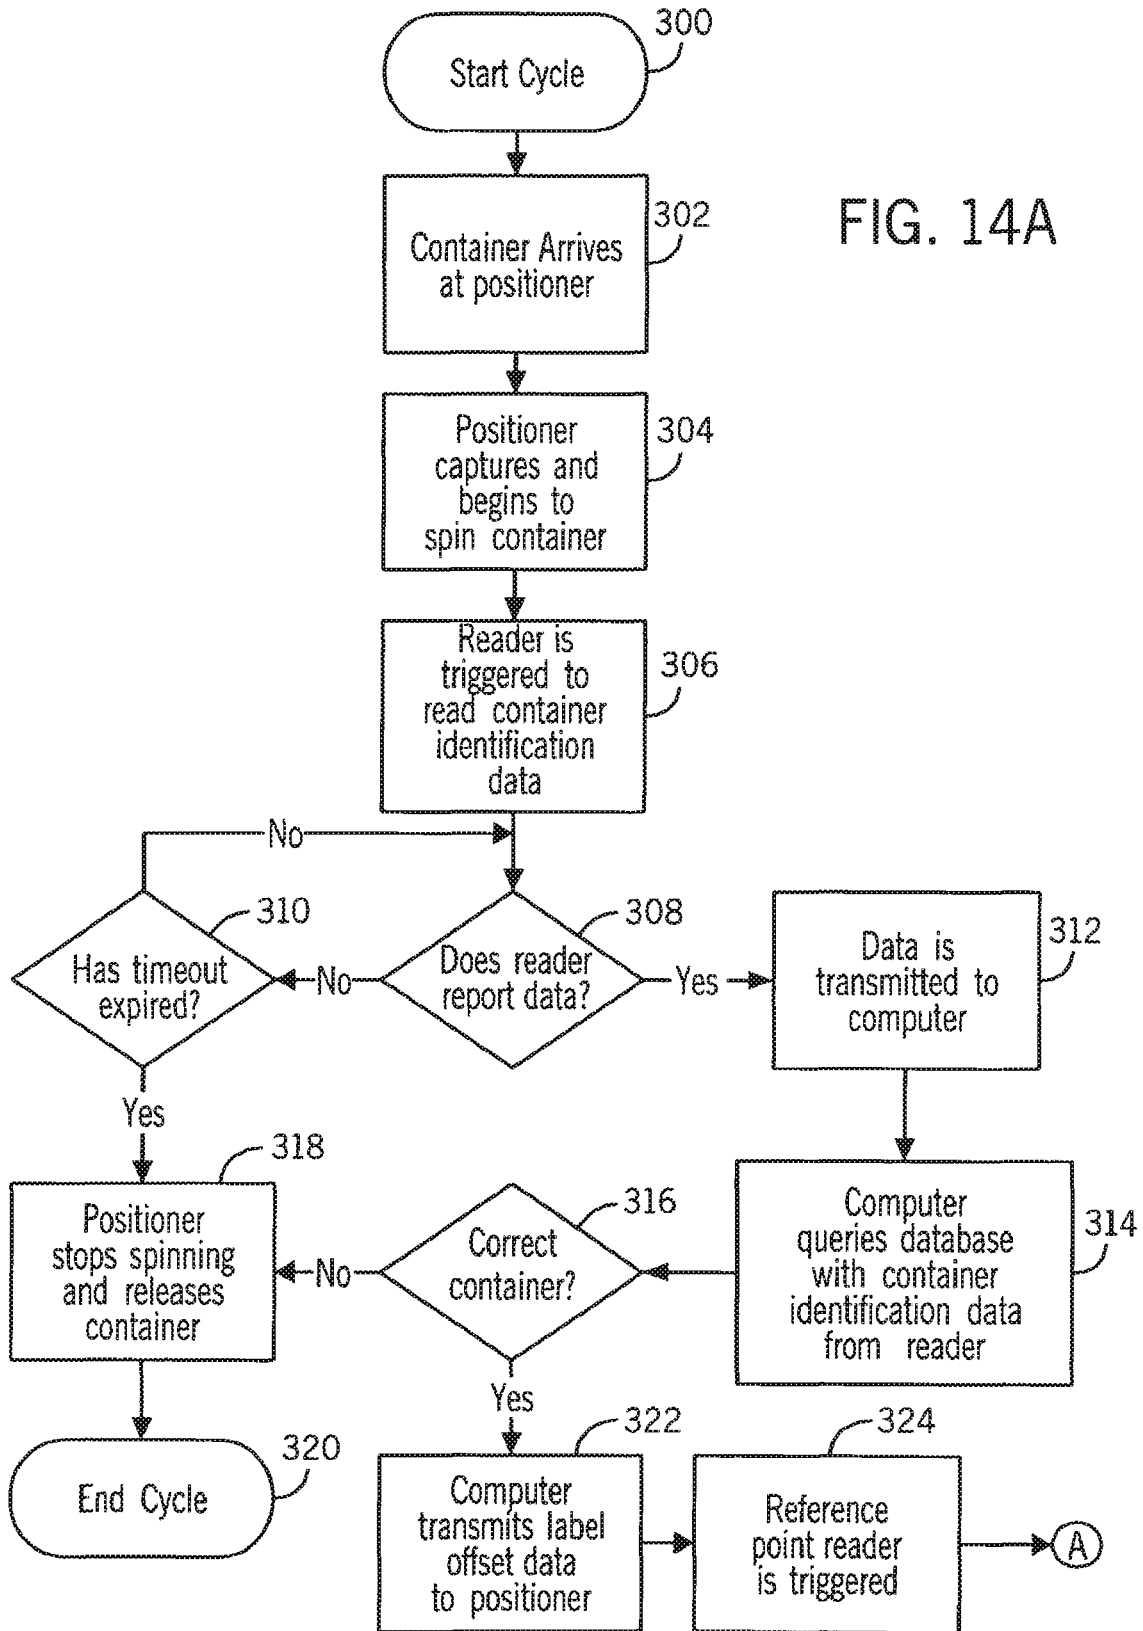 300
Start Cycle
FIG. 14A
302
Container Arrives
at positioner
304
Positioner
captures and
begins to
spin container
306
Reader is
triggered to
read container
identification
data
No
310
Has timeout
expired?
No
308
Does reader
report data?
Yes
312
Data is
transmitted to
computer
Yes
318
Positioner
stops spinning
and releases
container
No
316
Correct
container?
314
Computer
queries database
with container
identification data
from reader
Yes
320
End Cycle
322
Computer
transmits label
offset data
to positioner
324
Reference
point reader
is triggered
A